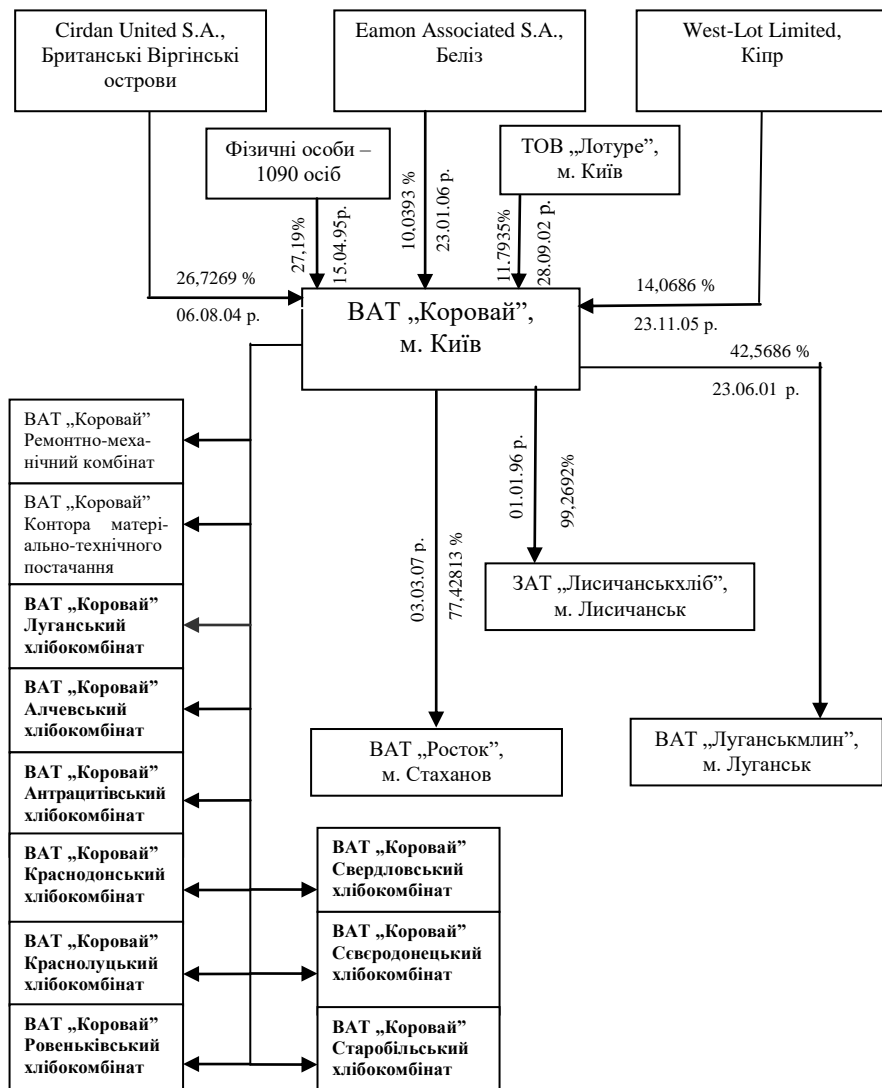 Cirdan United S.A.,
Британські Віргінські
острови
Eamon Associated S.A.,
Беліз
West-Lot Limited,
Кіпр
Фізичні особи –
1090 осіб
ТОВ „Лотуре”,
м. Київ
27,19%
15.04.95р.
10,0393 %
23.01.06 р.
11.7935%
28.09.02 р.
26,7269 %
06.08.04 р.
14,0686 %
23.11.05 р.
ВАТ „Коровай”,
м. Київ
42,5686 %
23.06.01 р.
03.03.07 р.
77,42813 %
01.01.96 р.
99,2692%
ЗАТ „Лисичанськхліб”,
м. Лисичанськ
ВАТ „Росток”,
м. Стаханов
ВАТ „Луганськмлин”,
м. Луганськ
ВАТ „Коровай”
Ремонтно-меха-
нічний комбінат
ВАТ „Коровай”
Контора матері-
ально-технічного
постачання
ВАТ „Коровай”
Луганський
хлібокомбінат
ВАТ „Коровай”
Алчевський
хлібокомбінат
ВАТ „Коровай”
Антрацитівський
хлібокомбінат
ВАТ „Коровай”
Краснодонський
хлібокомбінат
ВАТ „Коровай”
Свердловський
хлібокомбінат
ВАТ „Коровай”
Краснолуцький
хлібокомбінат
ВАТ „Коровай”
Сєвєродонецький
хлібокомбінат
ВАТ „Коровай”
Ровеньківський
хлібокомбінат
ВАТ „Коровай”
Старобільський
хлібокомбінат